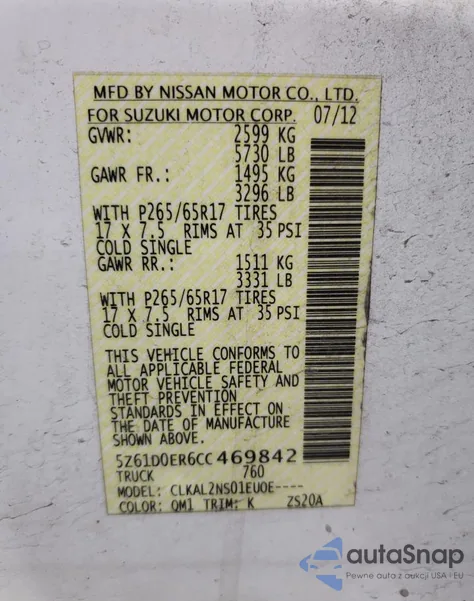 MFD BY NISSAN MOTOR CO., LTD.
FOR SUZUKI MOTOR CORP. 07/12
GVWR: 2599 KG
5730 LB
GAWR FR.: 1495 KG
3296 LB
WITH P265/65R17 TIRES
17 X 7.5 RIMS AT 35 PSI
COLD SINGLE
GAWR RR.: 1511 KG
3331 LB
WITH P265/65R17 TIRES
17 X 7.5 RIMS AT 35 PSI
COLD SINGLE
THIS VEHICLE CONFORMS TO
ALL APPLICABLE FEDERAL
MOTOR VEHICLE SAFETY AND
THEFT PREVENTION
STANDARDS IN EFFECT ON
THE DATE OF MANUFACTURE
SHOWN ABOVE.
5Z61D0ER6CC 469842
TRUCK 760
MODEL: CLKAL2NS01EUOE----
COLOR: QM1 TRIM: K ZS20A
autoSnap
Pewne auta z aukcji USA i EU